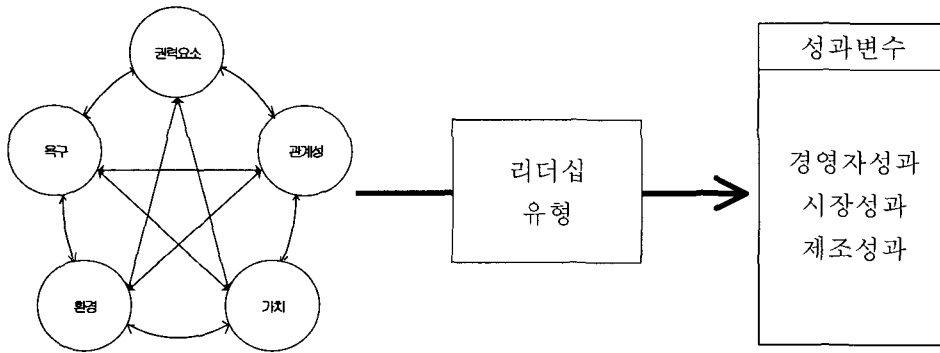 권력요소
욕구
관계성
환경
가치
리더십
유형
성과변수
경영자성과
시장성과
제조성과